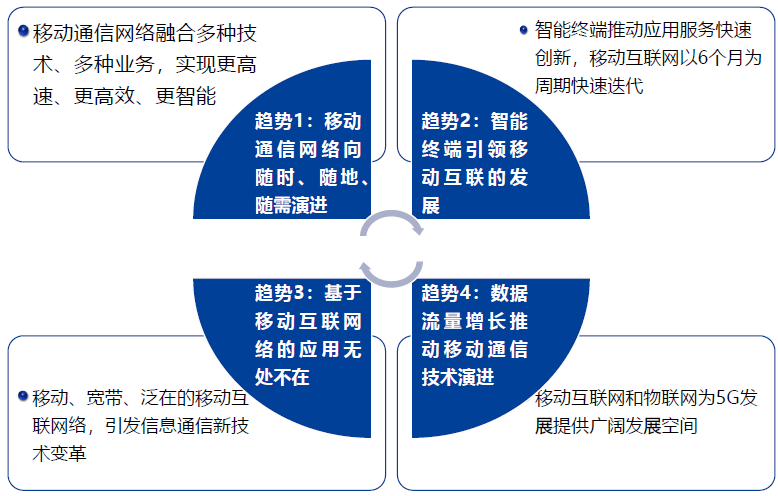 移动通信网络融合多种技
术、多种业务，实现更高
速、更高效、更智能
趋势1：移动
通信网络向
随时、随地、
随需演进
智能终端推动应用服务快速
创新，移动互联网以6个月为
周期快速迭代
趋势2：智能
终端引领移
动互联的发
展
趋势3：基于
移动互联网
络的应用无
处不在
移动、宽带、泛在的移动互
联网络，引发信息通信新技
术变革
趋势4：数据
流量增长推
动移动通信
技术演进
移动互联网和物联网为5G发
展提供广阔发展空间